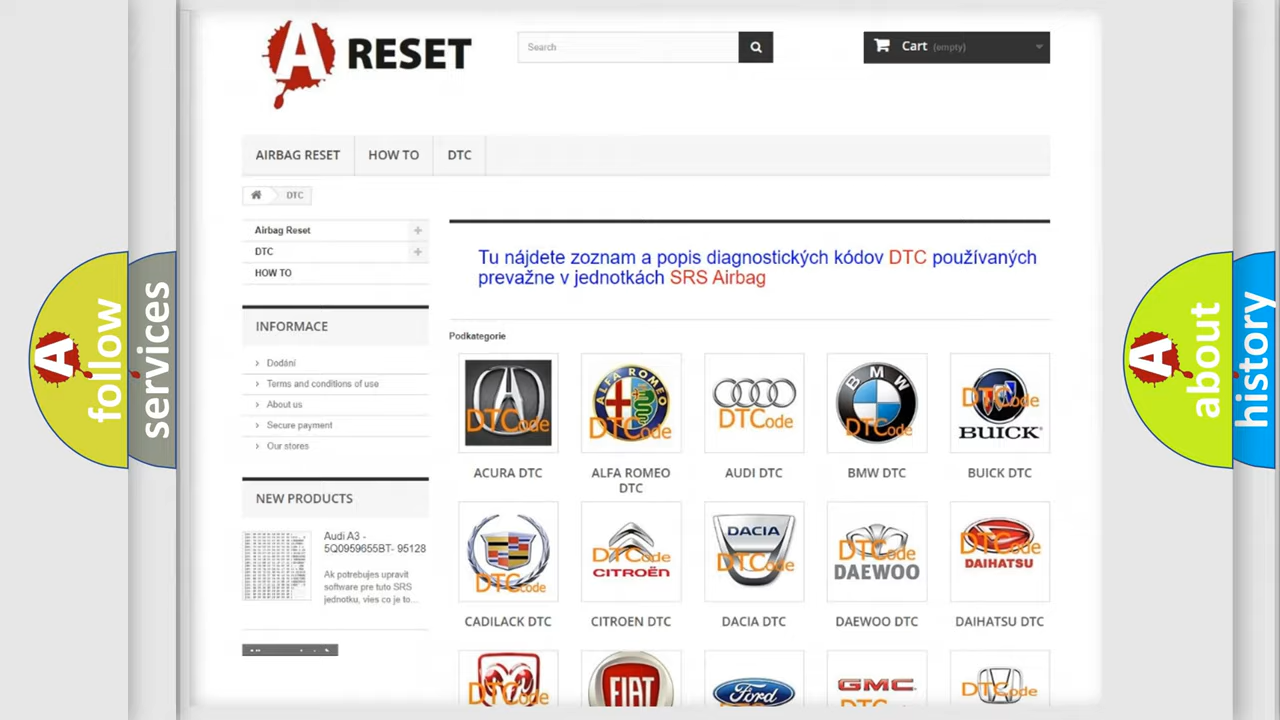 A RESET
Search
Cart (empty)
AIRBAG RESET
HOW TO
DTC
DTC
Airbag Reset
DTC
HOW TO
INFORMACE
Dodání
Terms and conditions of use
About us
Secure payment
Our stores
NEW PRODUCTS
Audi A3 -
5Q0959655BT- 95128
Ak potrebujes upravit
software pre tuto SRS
jednotku, vies co je to...
Tu nájdete zoznam a popis diagnostických kódov DTC používaných
prevažne v jednotkách SRS Airbag
Podkategorie
DTCode
ALFA ROMEO
DTCode
DTCode
BMW
DTCode
DTCode
BUICK
ACURA DTC
ALFA ROMEO
DTC
AUDI DTC
BMW DTC
BUICK DTC
DTCode
DTCode
CITROËN
DACIA
DTCode
DTCode
DAEWOO
DTCode
DAIHATSU
CADILACK DTC
CITROEN DTC
DACIA DTC
DAEWOO DTC
DAIHATSU DTC
DTCode
FIAT
Ford
GMC
DTCode
A follow
services
A about
history